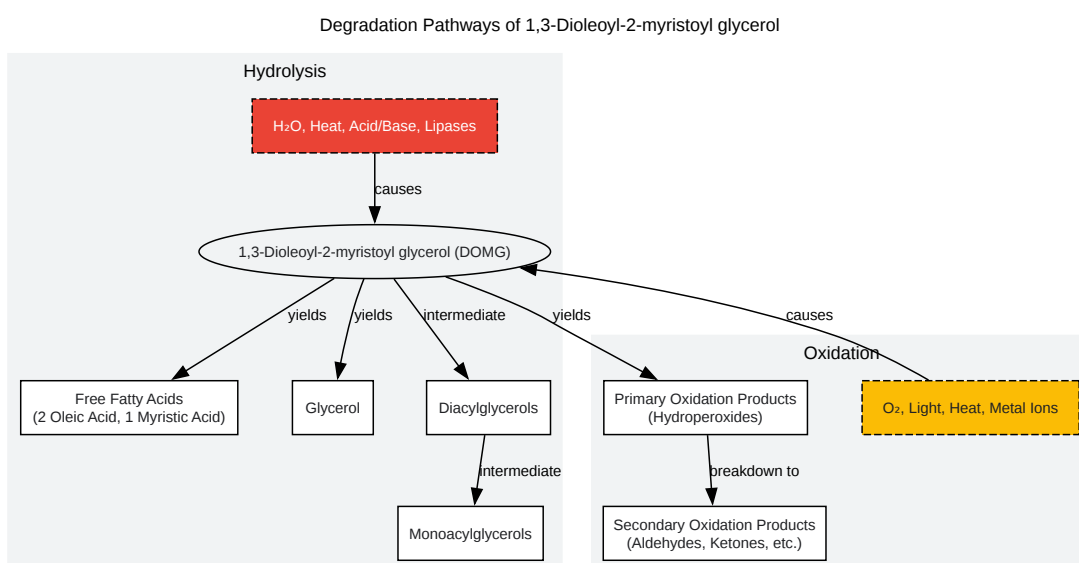 Degradation Pathways of 1,3-Dioleoyl-2-myristoyl glycerol
Hydrolysis
H₂O, Heat, Acid/Base, Lipases
causes
1,3-Dioleoyl-2-myristoyl glycerol (DOMG)
yields
yields
intermediate
yields
causes
Oxidation
Free Fatty Acids
(2 Oleic Acid, 1 Myristic Acid)
Glycerol
Diacylglycerols
Primary Oxidation Products
(Hydroperoxides)
O₂, Light, Heat, Metal Ions
intermediate
breakdown to
Monoacylglycerols
Secondary Oxidation Products
(Aldehydes, Ketones, etc.)